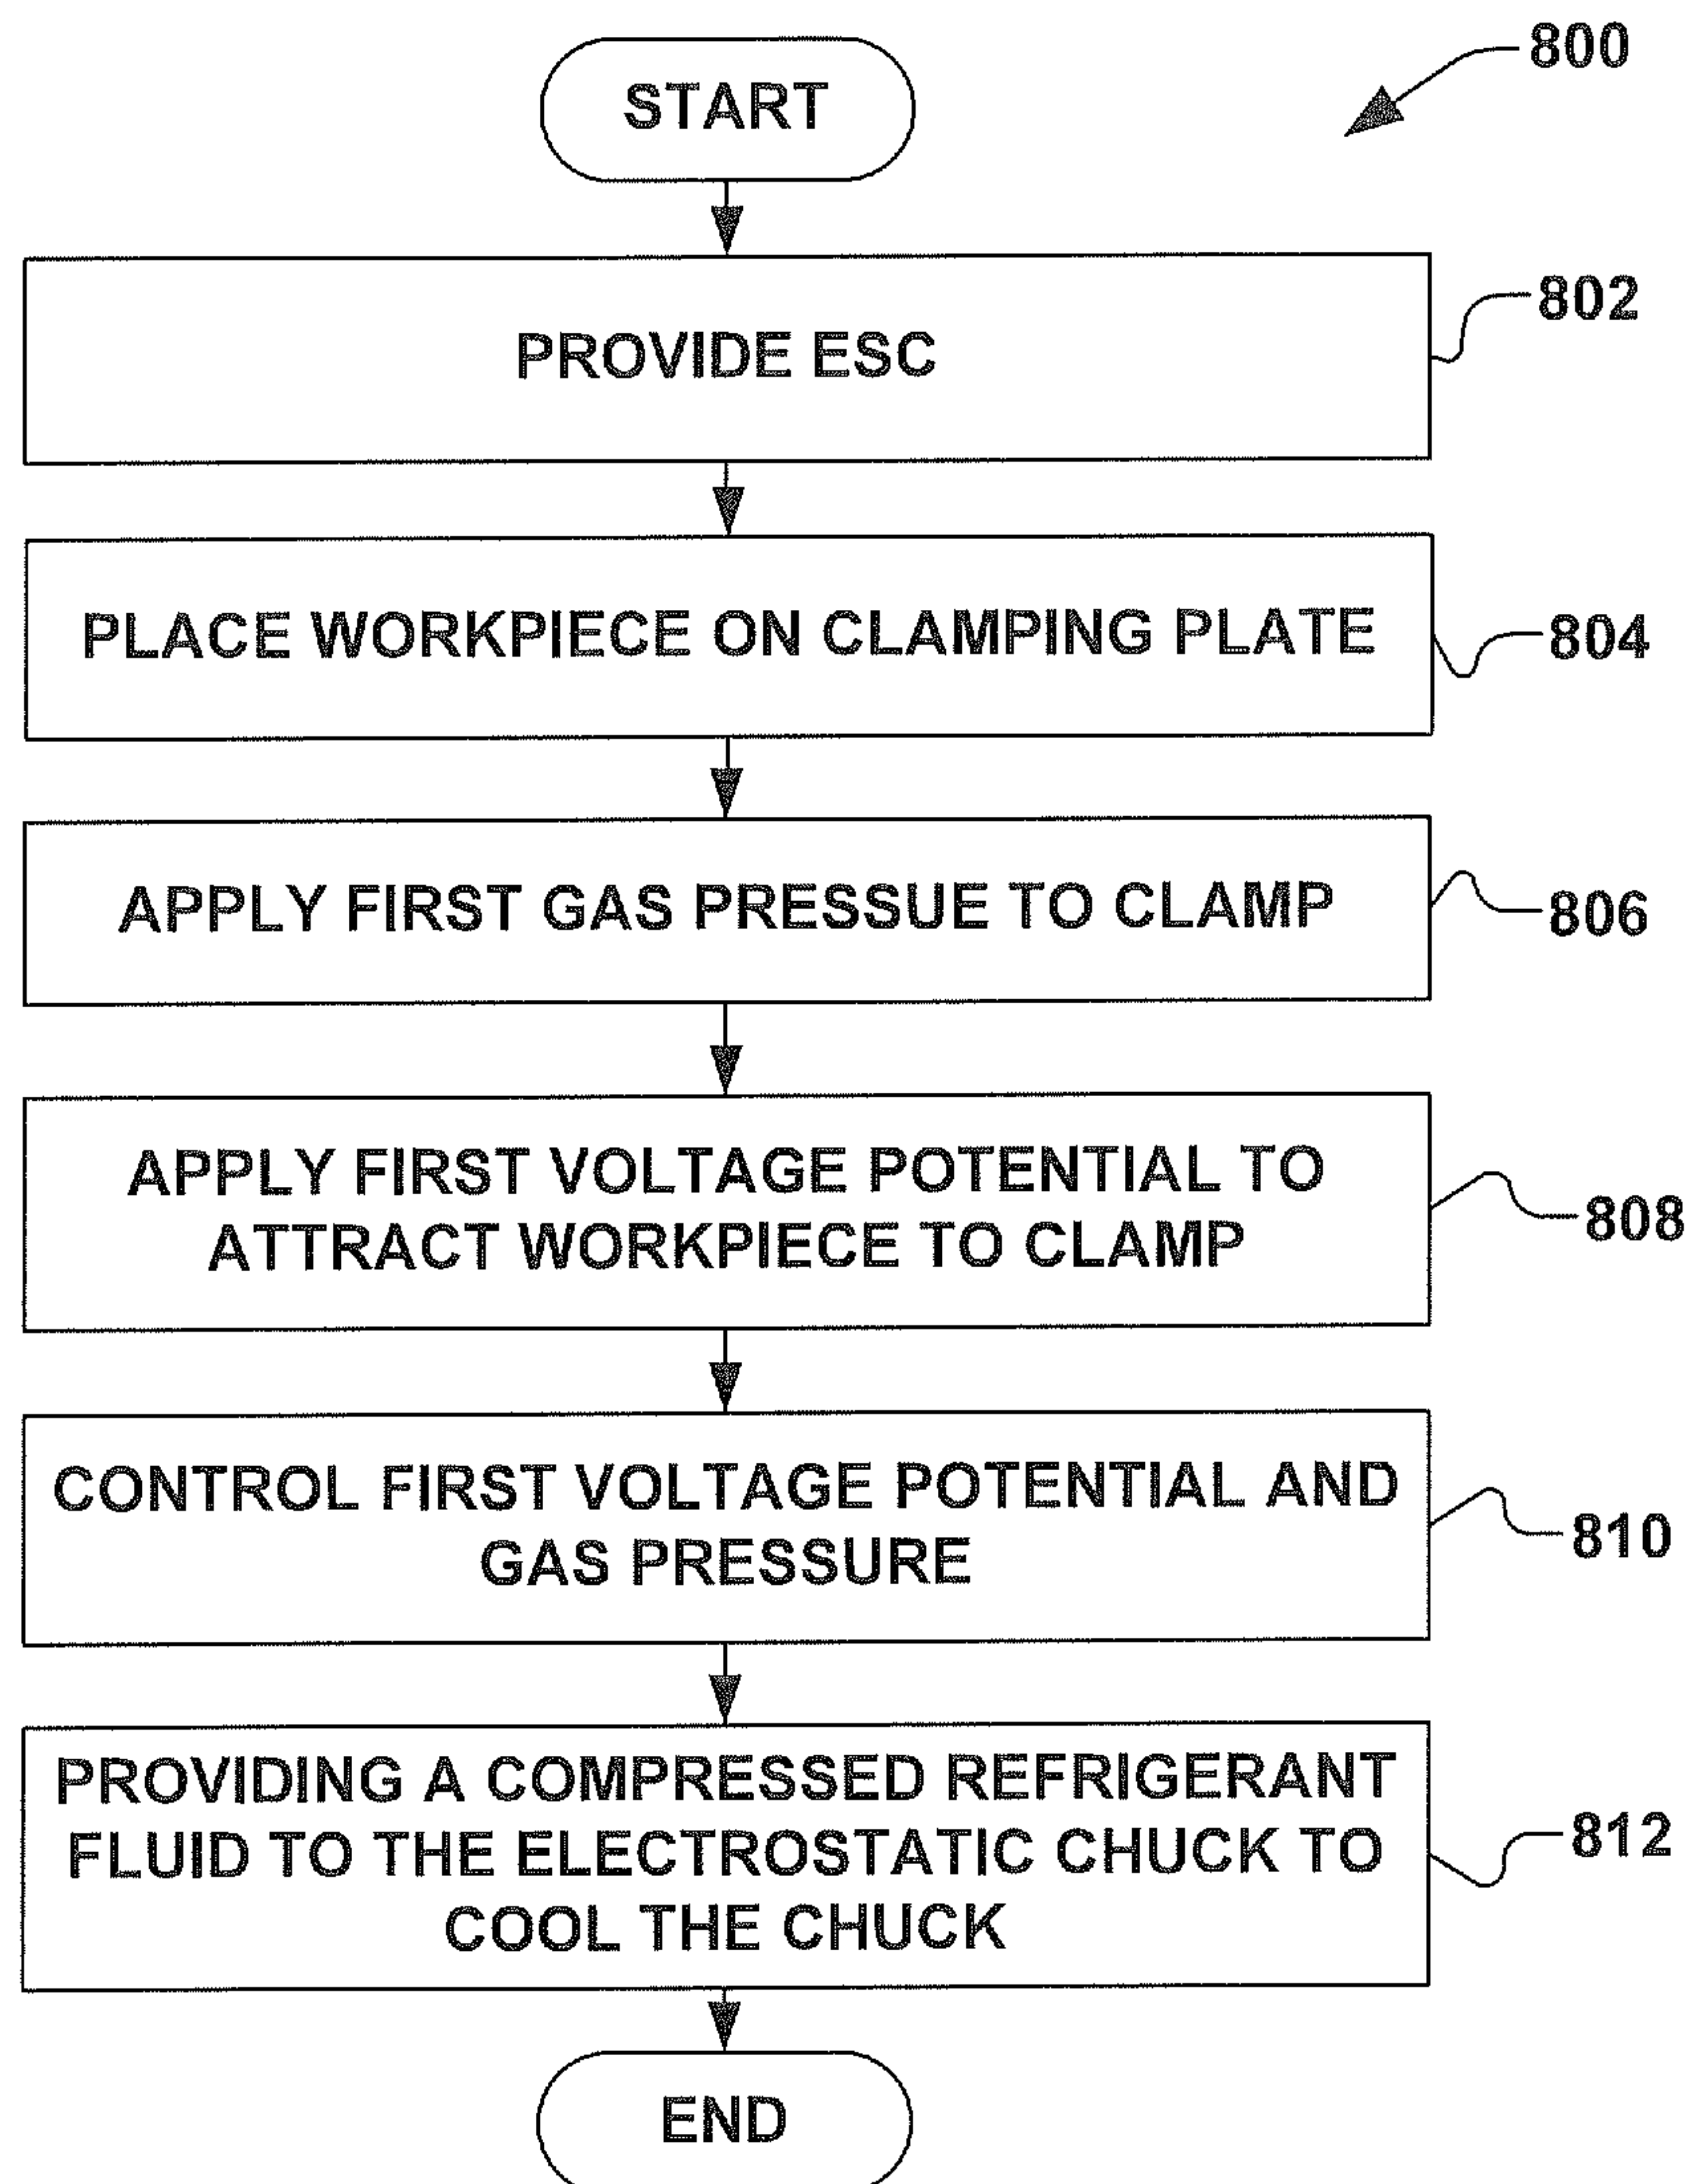 START
800
PROVIDE ESC
802
PLACE WORKPIECE ON CLAMPING PLATE
804
APPLY FIRST GAS PRESSUE TO CLAMP
806
APPLY FIRST VOLTAGE POTENTIAL TO
ATTRACT WORKPIECE TO CLAMP
808
CONTROL FIRST VOLTAGE POTENTIAL AND
GAS PRESSURE
810
PROVIDING A COMPRESSED REFRIGERANT
FLUID TO THE ELECTROSTATIC CHUCK TO
COOL THE CHUCK
812
END